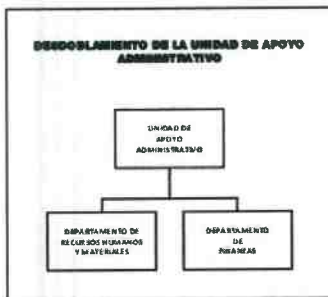 DESDOBLAMIENTO DE LA UNIDAD DE APOYO
ADMINISTRATIVO
UNIDAD DE
APOYO
ADMINISTRATIVO
DEPARTAMENTO DE
RECURSOS HUMANOS
Y MATERIALES
DEPARTAMENTO
DE
FINANZAS